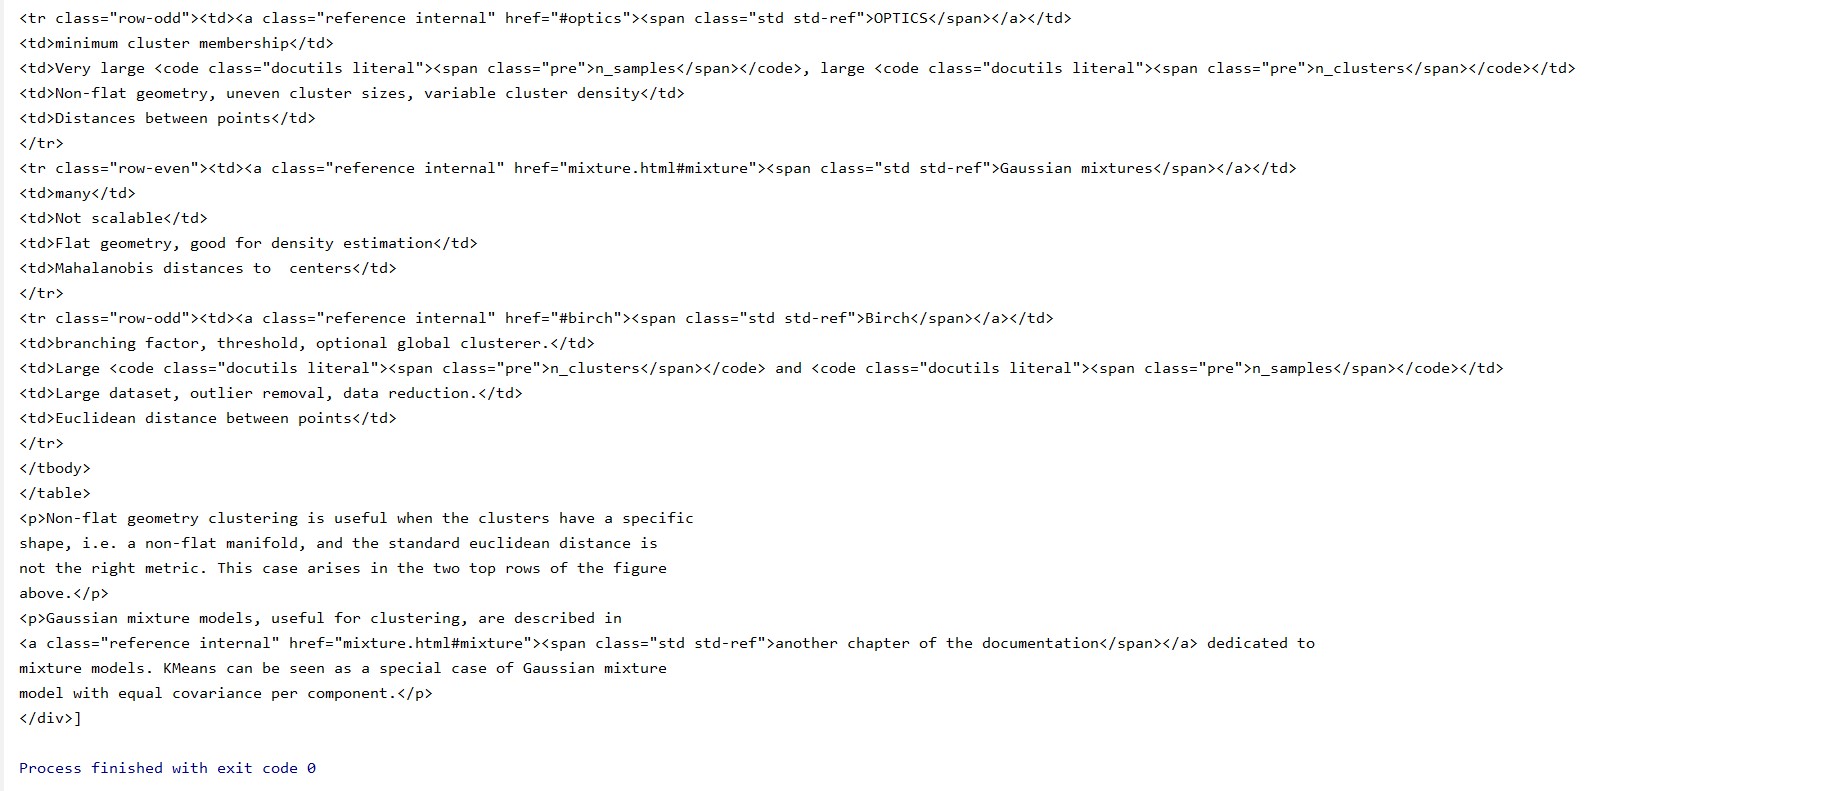 <tr class="row-odd"><td><a class="reference internal" href="#optics"><span class="std std-ref">OPTICS</span></a></td>
<td>minimum cluster membership</td>
<td>Very large <code class="docutils literal"><span class="pre">n_samples</span></code>, large <code class="docutils literal"><span class="pre">n_clusters</span></code></td>
<td>Non-flat geometry, uneven cluster sizes, variable cluster density</td>
<td>Distances between points</td>
</tr>
<tr class="row-even"><td><a class="reference internal" href="mixture.html#mixture"><span class="std std-ref">Gaussian mixtures</span></a></td>
<td>many</td>
<td>Not scalable</td>
<td>Flat geometry, good for density estimation</td>
<td>Mahalanobis distances to  centers</td>
</tr>
<tr class="row-odd"><td><a class="reference internal" href="#birch"><span class="std std-ref">Birch</span></a></td>
<td>branching factor, threshold, optional global clusterer.</td>
<td>Large <code class="docutils literal"><span class="pre">n_clusters</span></code> and <code class="docutils literal"><span class="pre">n_samples</span></code></td>
<td>Large dataset, outlier removal, data reduction.</td>
<td>Euclidean distance between points</td>
</tr>
</tbody>
</table>
<p>Non-flat geometry clustering is useful when the clusters have a specific
shape, i.e. a non-flat manifold, and the standard euclidean distance is
not the right metric. This case arises in the two top rows of the figure
above.</p>
<p>Gaussian mixture models, useful for clustering, are described in
<a class="reference internal" href="mixture.html#mixture"><span class="std std-ref">another chapter of the documentation</span></a> dedicated to
mixture models. KMeans can be seen as a special case of Gaussian mixture
model with equal covariance per component.</p>
</div>]
Process finished with exit code 0